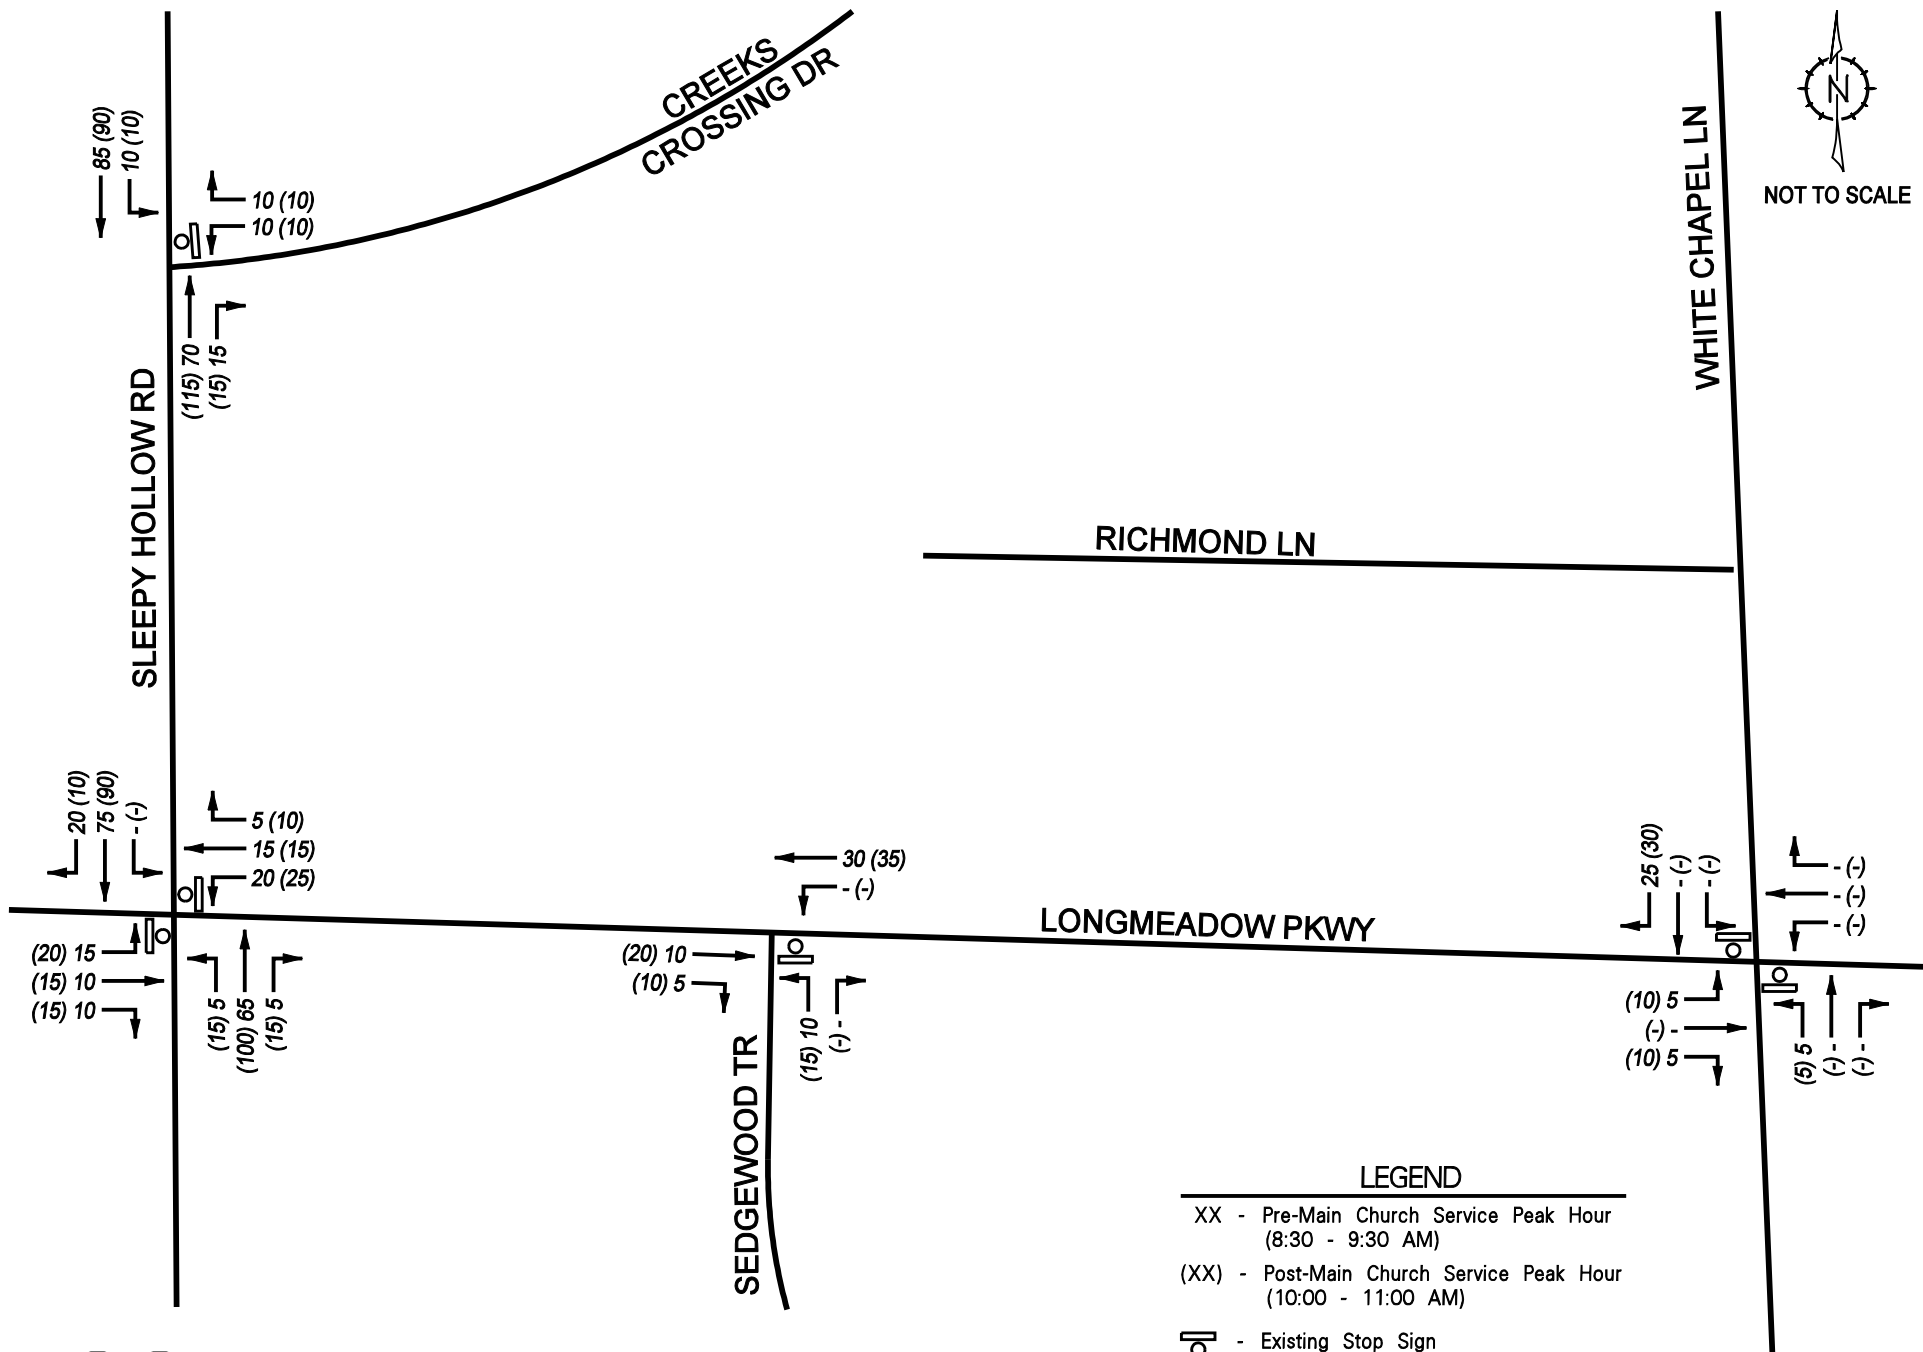 CREEKS
CROSSING DR
85 (90)
10 (10)
10 (10)
10 (10)
(115) 70
(15) 15
SLEEPY HOLLOW RD
WHITE CHAPEL LN
N
NOT TO SCALE
RICHMOND LN
20 (10)
75 (90)
- (-)
5 (10)
15 (15)
20 (25)
(20) 15
(15) 10
(15) 10
(15) 5
(100) 65
(15) 5
30 (35)
- (-)
(20) 10
(10) 5
(15) 10
(-) -
SEDGEWOOD TR
LONGMEADOW PKWY
25 (30)
- (-)
- (-)
- (-)
- (-)
- (-)
(10) 5
(-) -
(10) 5
(5) 5
(-) -
(-) -
LEGEND
XX - Pre-Main Church Service Peak Hour
(8:30 - 9:30 AM)
(XX) - Post-Main Church Service Peak Hour
(10:00 - 11:00 AM)
- Existing Stop Sign